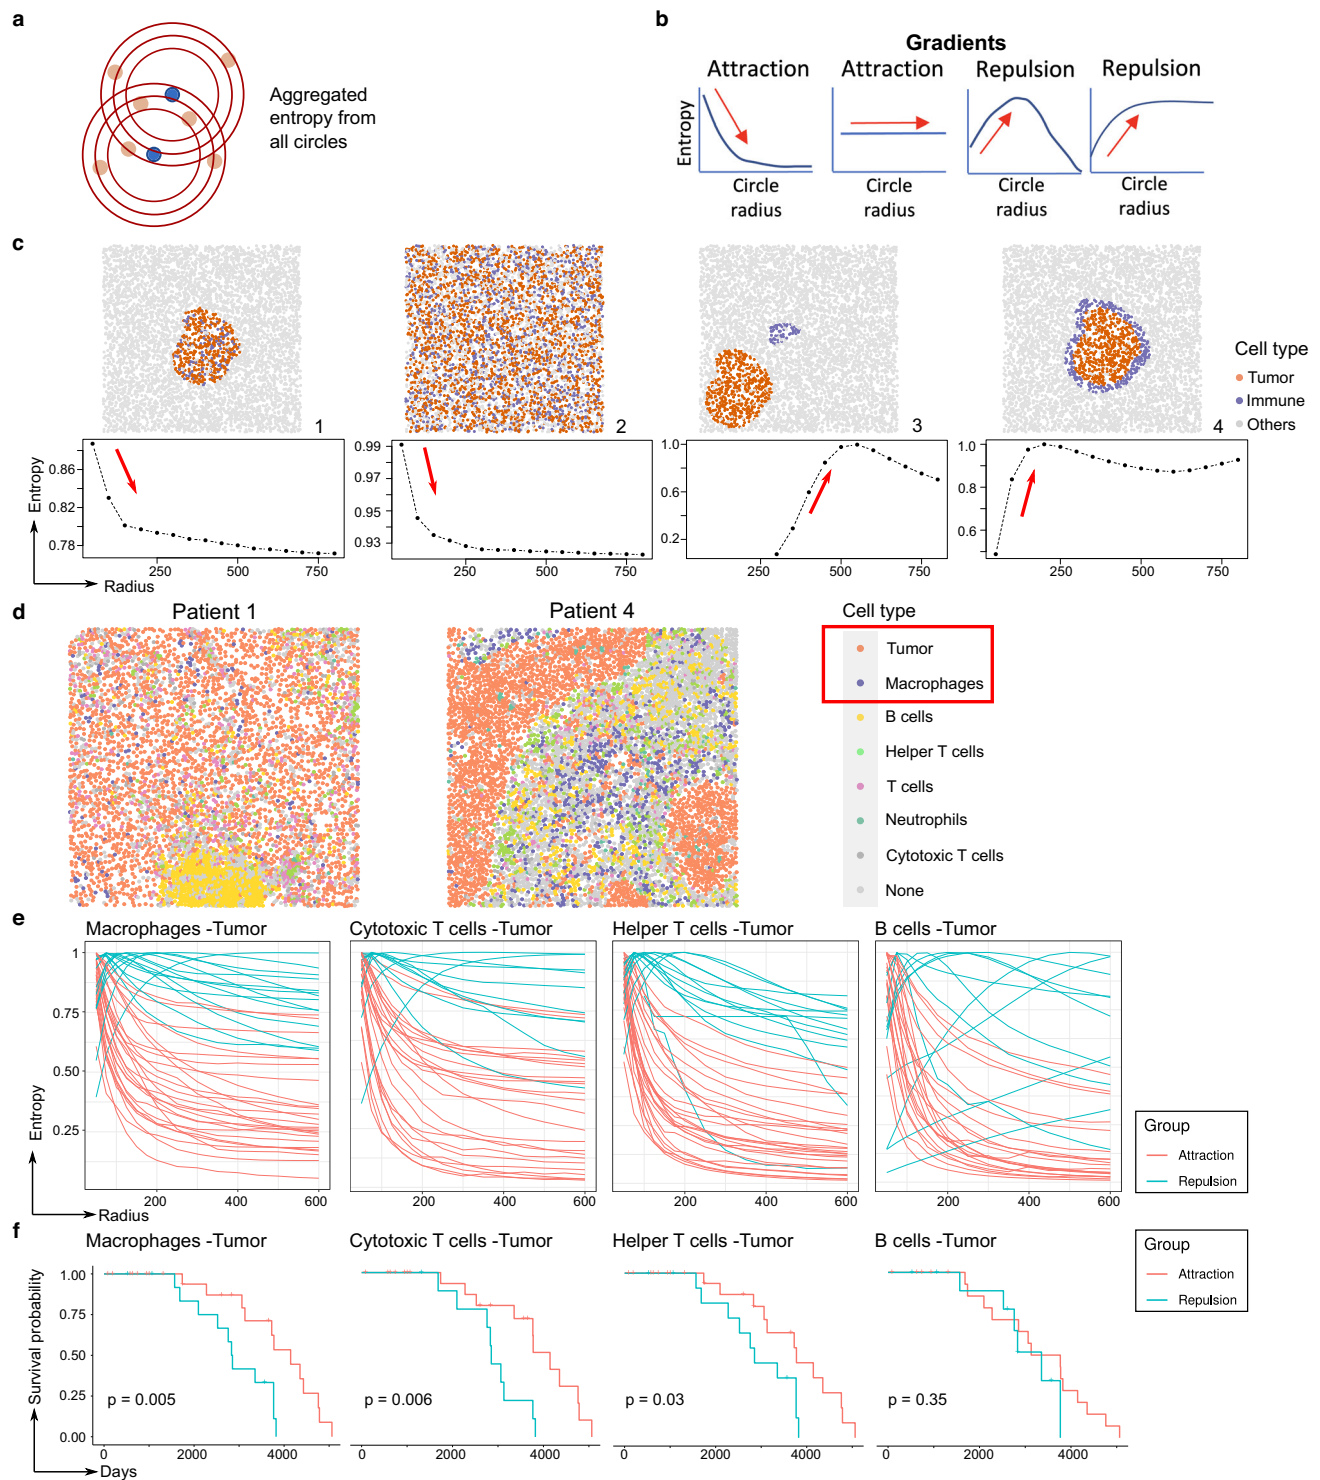 a
Aggregated
entropy from
all circles
b
Gradients
Attraction
Attraction
Repulsion
Repulsion
Entropy
Circle
radius
Circle
radius
Circle
radius
Circle
radius
c
1
2
3
4
Cell type
Tumor
Immune
Others
Entropy
0.86
0.82
0.78
250
500
750
0.99
0.95
0.93
250
500
750
1.0
0.6
0.2
250
500
750
1.0
0.8
0.6
250
500
750
Radius
d
Patient 1
Patient 4
Cell type
Tumor
Macrophages
B cells
Helper T cells
T cells
Neutrophils
Cytotoxic T cells
None
e
Macrophages -Tumor
Cytotoxic T cells -Tumor
Helper T cells -Tumor
B cells -Tumor
Entropy
1
0.75
0.50
0.25
200
400
600
200
400
600
200
400
600
200
400
600
Radius
Group
Attraction
Repulsion
f
Macrophages -Tumor
Cytotoxic T cells -Tumor
Helper T cells -Tumor
B cells -Tumor
Group
Attraction
Repulsion
Survival probability
1.00
0.75
0.50
0.25
0.00
p = 0.005
p = 0.006
p = 0.03
p = 0.35
0
2000
4000
0
2000
4000
0
2000
4000
0
2000
4000
Days